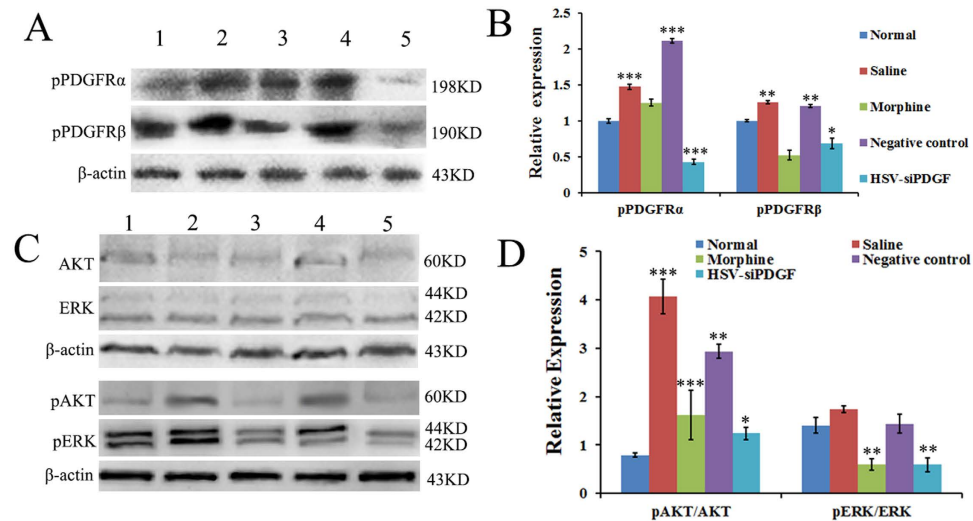 A
1 2 3 4 5
pPDGFRα 198KD
pPDGFRβ 190KD
β-actin 43KD
B
Relative expression
2.5
2
1.5
1
0.5
0
***
***
***
**
**
*
pPDGFRα pPDGFRβ
Normal
Saline
Morphine
Negative control
HSV-siPDGF
C
1 2 3 4 5
AKT 60KD
ERK 44KD
42KD
β-actin 43KD
pAKT 60KD
pERK 44KD
42KD
β-actin 43KD
D
Relative Expression
5
4
3
2
1
0
Normal Saline
Morphine Negative control
HSV-siPDGF
***
***
**
*
**
**
pAKT/AKT pERK/ERK